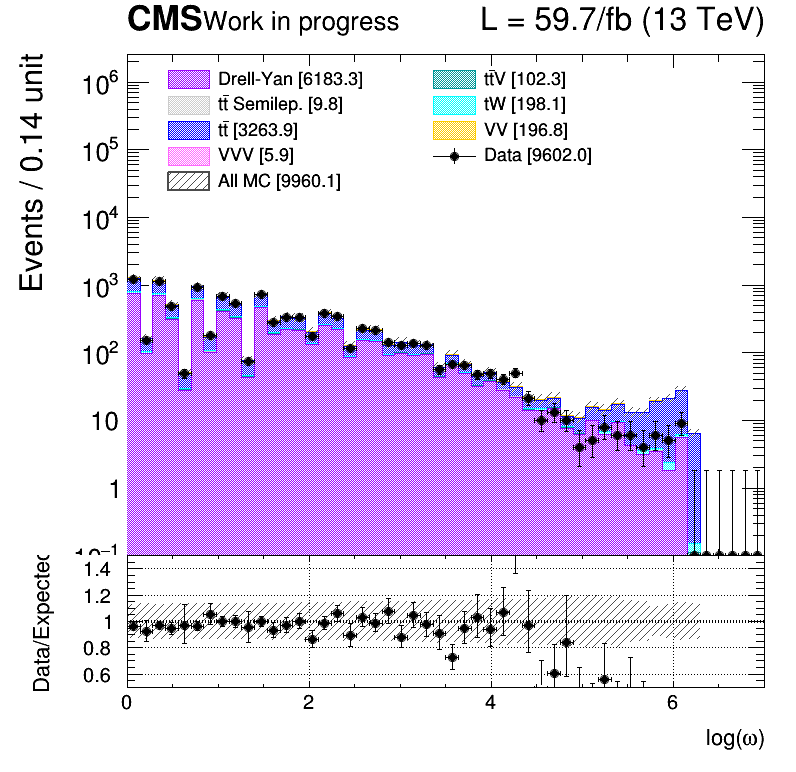 CMS Work in progress L = 59.7/fb (13 TeV)
Events / 0.14 unit
Drell-Yan [6183.3]
tt̄ Semilep. [9.8]
tt̄ [3263.9]
VVV [5.9]
All MC [9960.1]
tt̄V [102.3]
tW [198.1]
VV [196.8]
Data [9602.0]
10⁶
10⁵
10⁴
10³
10²
10
1
10⁻¹
Data/Expected
1.4
1.2
1
0.8
0.6
0 2 4 6
log(ω)